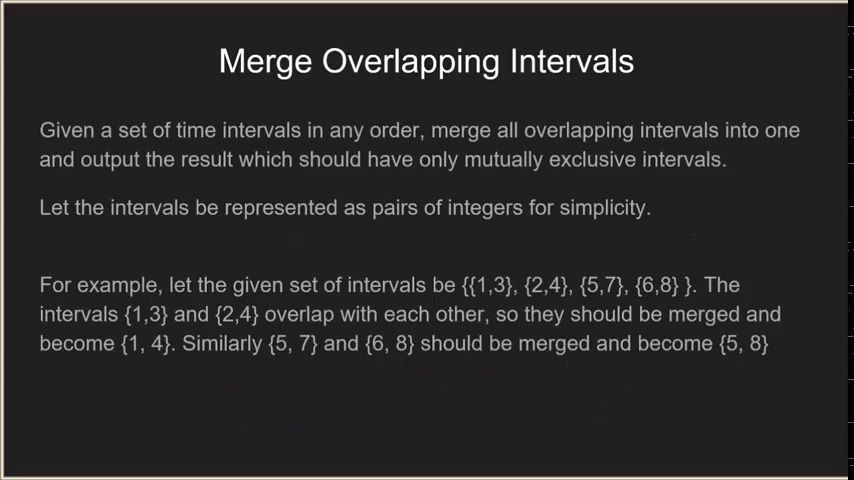 Merge Overlapping Intervals
Given a set of time intervals in any order, merge all overlapping intervals into one
and output the result which should have only mutually exclusive intervals.
Let the intervals be represented as pairs of integers for simplicity.
For example, let the given set of intervals be {{1,3}, {2,4}, {5,7}, {6,8} }. The
intervals {1,3} and {2,4} overlap with each other, so they should be merged and
become {1, 4}. Similarly {5, 7} and {6, 8} should be merged and become {5, 8}